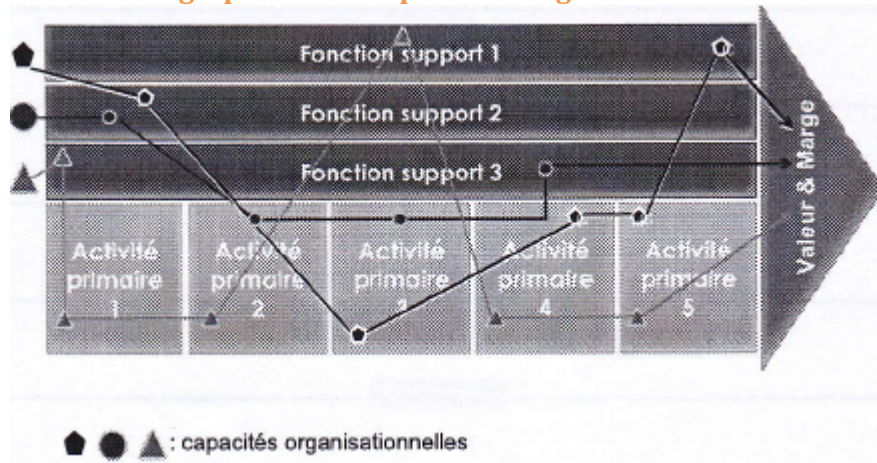 Fonction support 1
Fonction support 2
Fonction support 3
Activité
primaire
1
Activité
primaire
2
Activité
primaire
3
Activité
primaire
4
Activité
primaire
5
Valeur & Marge
: capacités organisationnelles